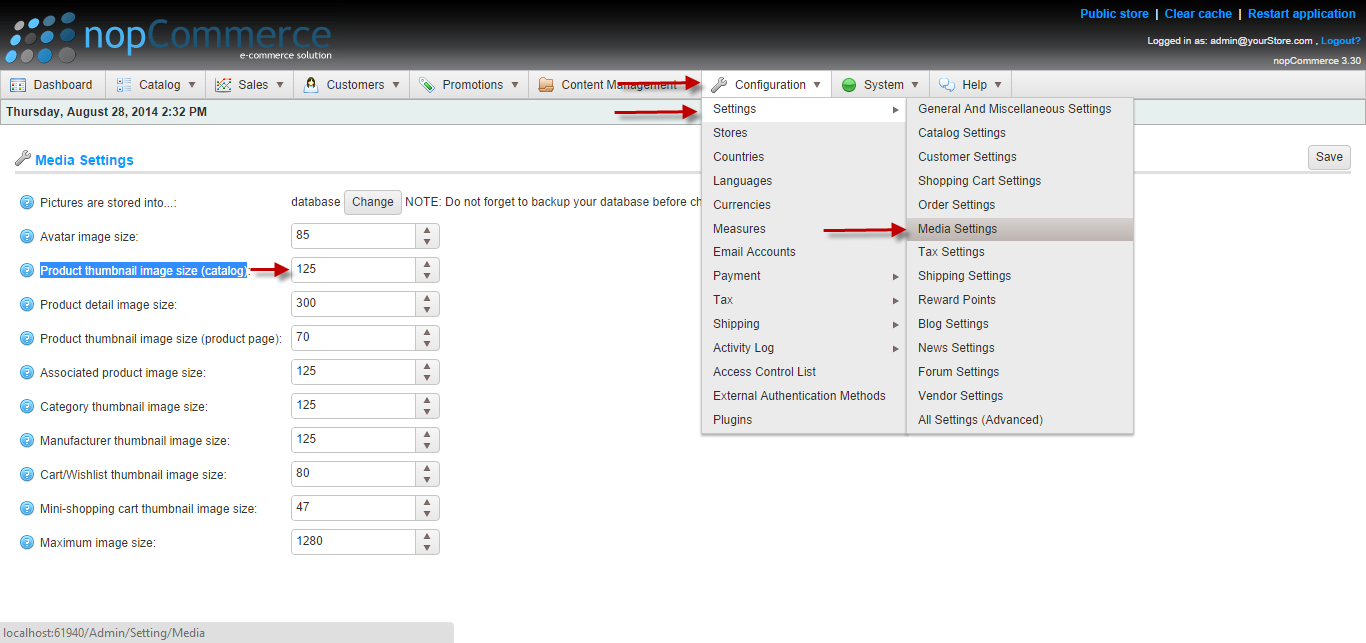 Public store | Clear cache | Restart application
nopCommerce
e-commerce solution
Logged in as: admin@yourStore.com , Logout?
nopCommerce 3.30
Dashboard Catalog Sales Customers Promotions Content Management Configuration System Help
Thursday, August 28, 2014 2:32 PM
Media Settings
Save
Pictures are stored into...: database Change NOTE: Do not forget to backup your database before ch
Avatar image size: 85
Product thumbnail image size (catalog): 125
Product detail image size: 300
Product thumbnail image size (product page): 70
Associated product image size: 125
Category thumbnail image size: 125
Manufacturer thumbnail image size: 125
Cart/Wishlist thumbnail image size: 80
Mini-shopping cart thumbnail image size: 47
Maximum image size: 1280
Settings
Stores
Countries
Languages
Currencies
Measures
Email Accounts
Payment
Tax
Shipping
Activity Log
Access Control List
External Authentication Methods
Plugins
General And Miscellaneous Settings
Catalog Settings
Customer Settings
Shopping Cart Settings
Order Settings
Media Settings
Tax Settings
Shipping Settings
Reward Points
Blog Settings
News Settings
Forum Settings
Vendor Settings
All Settings (Advanced)
localhost:61940/Admin/Setting/Media